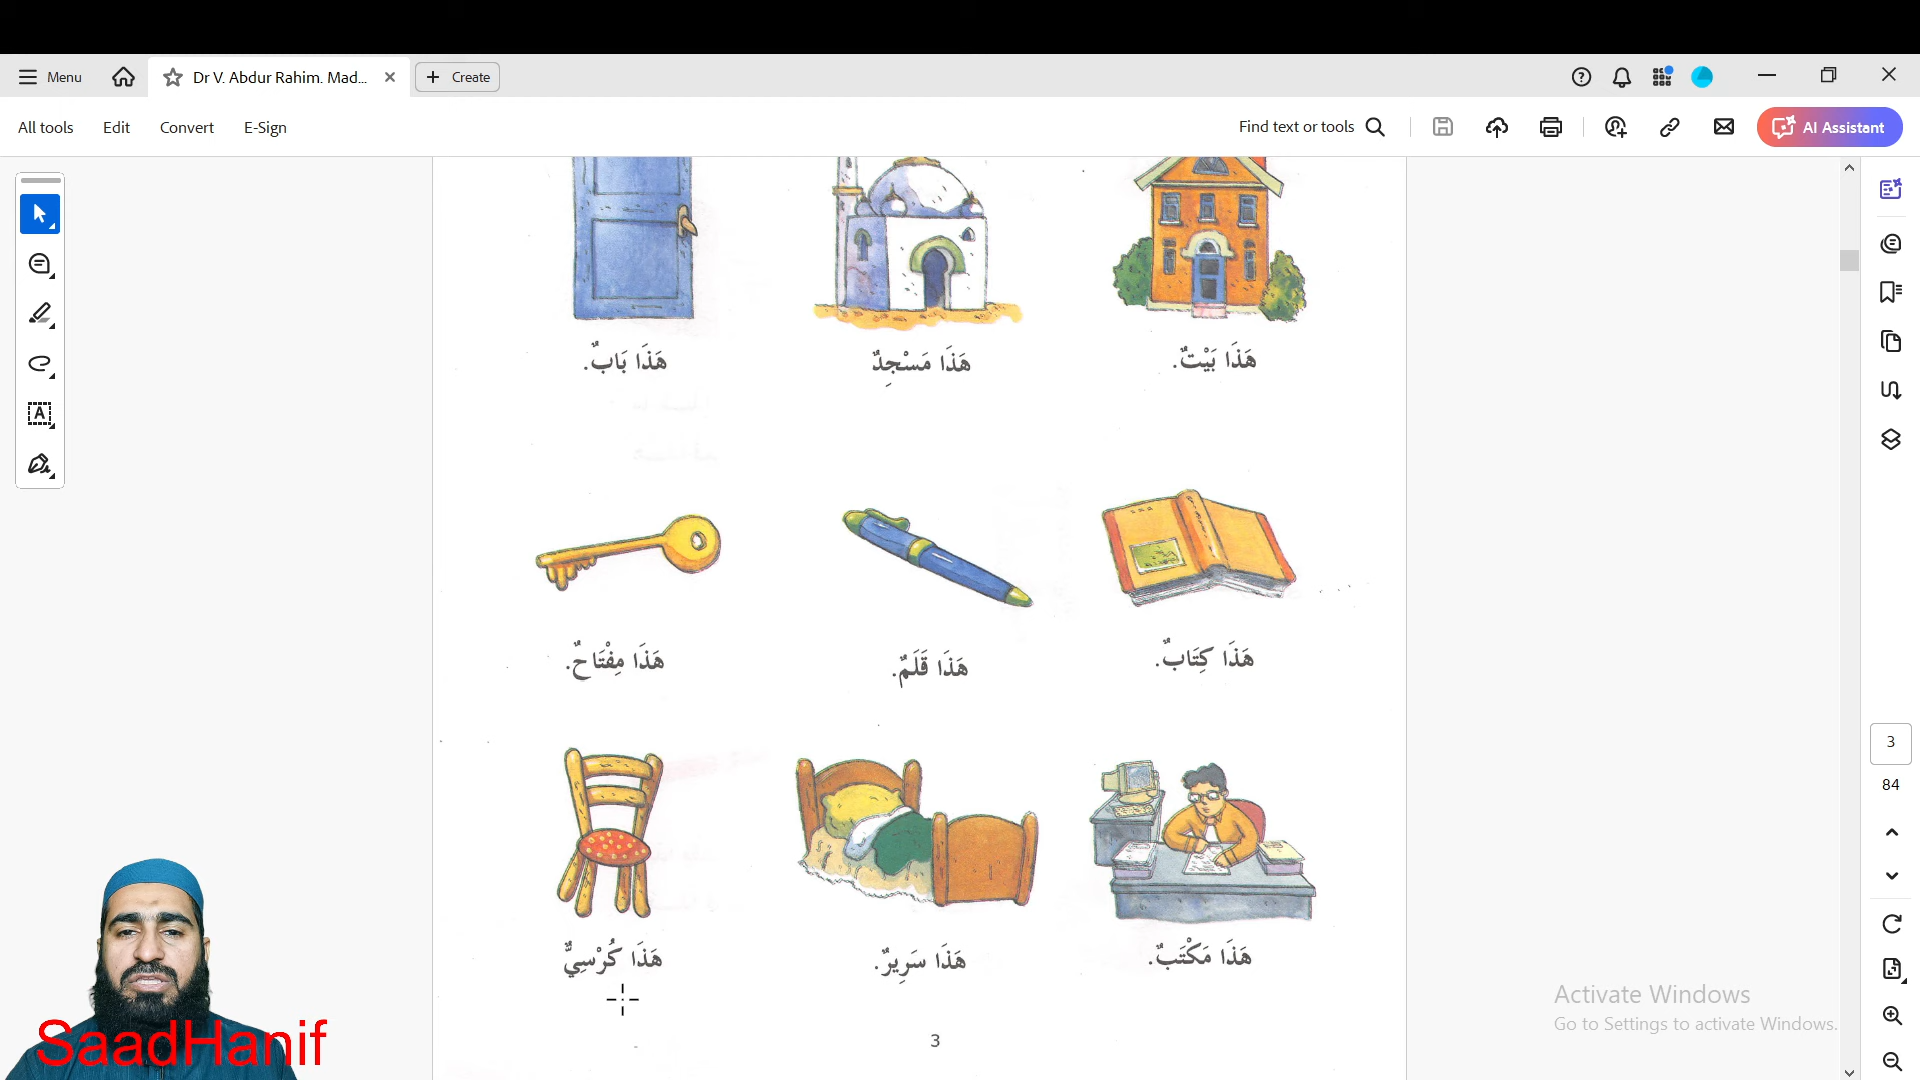 Menu
Dr V. Abdur Rahim. Mad...
Create
All tools
Edit
Convert
E-Sign
Find text or tools
AI Assistant
هَذَا بَيْتٌ.
هَذَا مَسْجِدٌ
هَذَا بَابٌ.
هَذَا كِتَابٌ.
هَذَا قَلَمٌ.
هَذَا مِفْتَاحٌ.
هَذَا مَكْتَبٌ.
هَذَا سَرِيرٌ.
هَذَا كُرْسِيٌّ
3
3
84
Activate Windows
Go to Settings to activate Windows.
SaadHanif